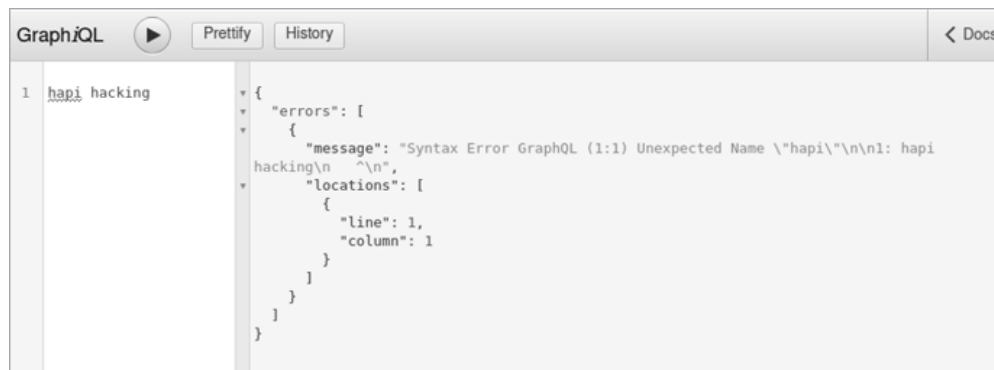 GraphiQL Prettify History < Docs
1 hapi hacking
{
"errors": [
{
"message": "Syntax Error GraphQL (1:1) Unexpected Name \"hapi\"\n\n1: hapi
hacking\n   ^\n",
"locations": [
{
"line": 1,
"column": 1
}
]
}
]
}